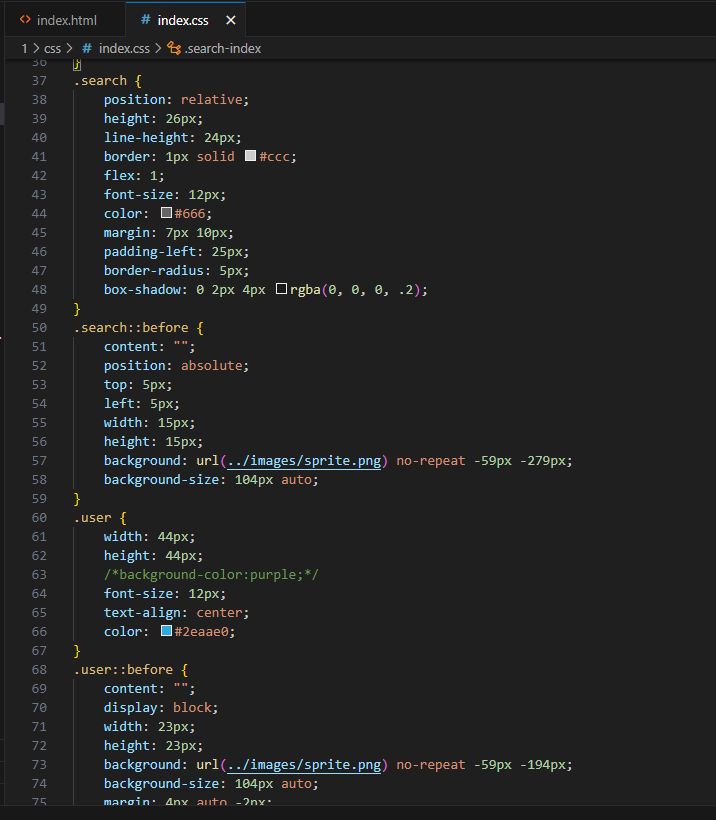 <> index.html
# index.css ×
1 > css > # index.css > .search-index
36 }
37 .search {
38 position: relative;
39 height: 26px;
40 line-height: 24px;
41 border: 1px solid #ccc;
42 flex: 1;
43 font-size: 12px;
44 color: #666;
45 margin: 7px 10px;
46 padding-left: 25px;
47 border-radius: 5px;
48 box-shadow: 0 2px 4px rgba(0, 0, 0, .2);
49 }
50 .search::before {
51 content: "";
52 position: absolute;
53 top: 5px;
54 left: 5px;
55 width: 15px;
56 height: 15px;
57 background: url(../images/sprite.png) no-repeat -59px -279px;
58 background-size: 104px auto;
59 }
60 .user {
61 width: 44px;
62 height: 44px;
63 /*background-color:purple;*/
64 font-size: 12px;
65 text-align: center;
66 color: #2eaae0;
67 }
68 .user::before {
69 content: "";
70 display: block;
71 width: 23px;
72 height: 23px;
73 background: url(../images/sprite.png) no-repeat -59px -194px;
74 background-size: 104px auto;
75 margin: 4px auto -2px;